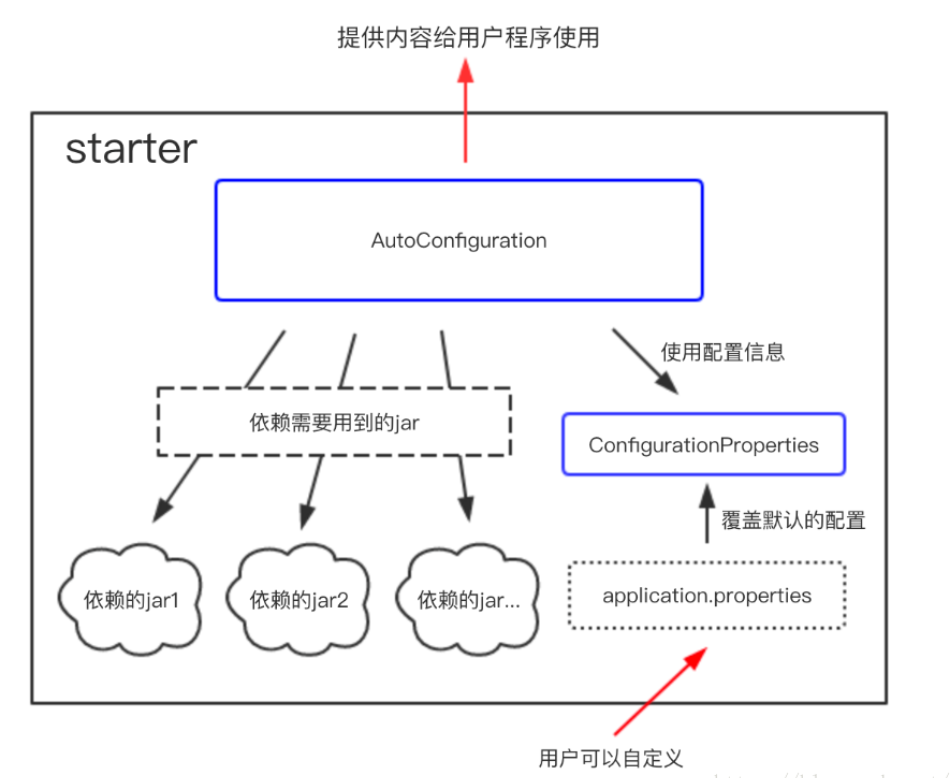 提供内容给用户程序使用
starter
AutoConfiguration
使用配置信息
依赖需要用到的jar
ConfigurationProperties
覆盖默认的配置
依赖的jar1
依赖的jar2
依赖的jar...
application.properties
用户可以自定义